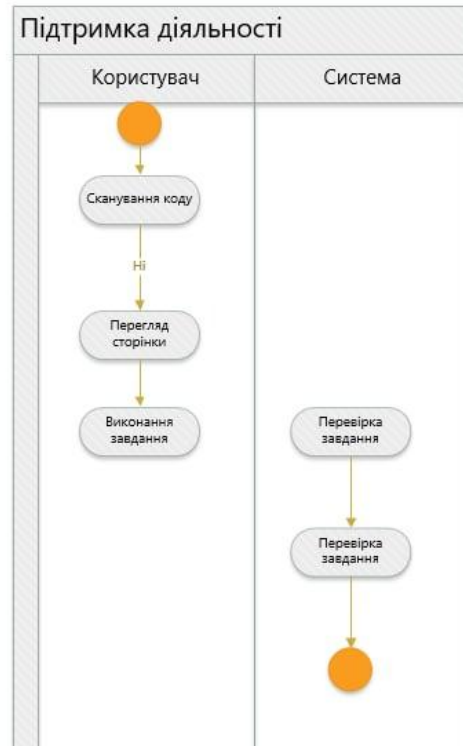 Підтримка діяльності
Користувач
Система
Сканування коду
Ні
Перегляд
сторінки
Виконання
завдання
Перевірка
завдання
Перевірка
завдання